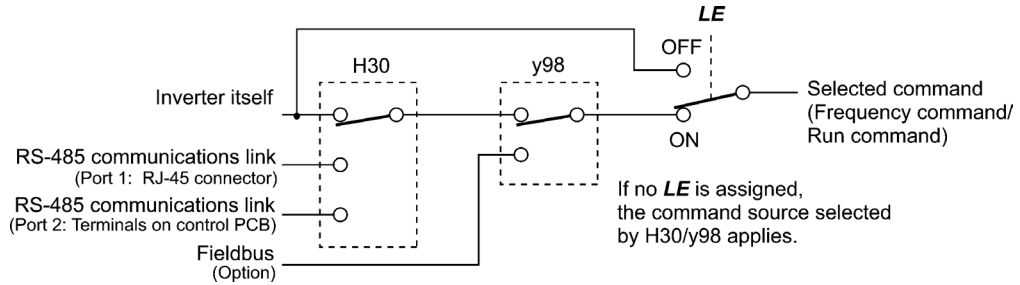 LE
OFF
H30
y98
Inverter itself
Selected command
(Frequency command/
Run command)
ON
RS-485 communications link
(Port 1: RJ-45 connector)
RS-485 communications link
(Port 2: Terminals on control PCB)
If no LE is assigned,
the command source selected
by H30/y98 applies.
Fieldbus
(Option)